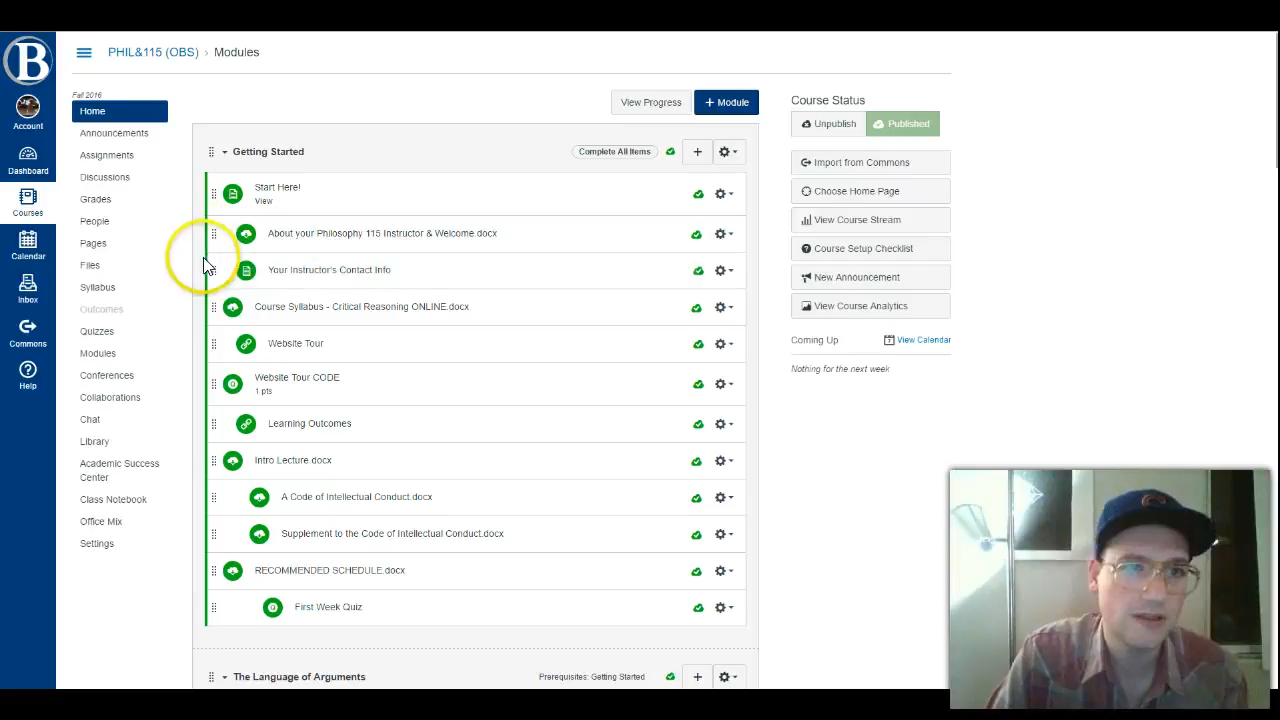 B
PHIL&115 (OBS) › Modules
Account
Dashboard
Courses
Calendar
Inbox
Commons
Help
Fall 2016
Home
Announcements
Assignments
Discussions
Grades
People
Pages
Files
Syllabus
Outcomes
Quizzes
Modules
Conferences
Collaborations
Chat
Library
Academic Success
Center
Class Notebook
Office Mix
Settings
View Progress
+ Module
Getting Started
Complete All Items
Start Here!
View
About your Philosophy 115 Instructor & Welcome.docx
Your Instructor's Contact Info
Course Syllabus - Critical Reasoning ONLINE.docx
Website Tour
Website Tour CODE
1 pts
Learning Outcomes
Intro Lecture.docx
A Code of Intellectual Conduct.docx
Supplement to the Code of Intellectual Conduct.docx
RECOMMENDED SCHEDULE.docx
First Week Quiz
The Language of Arguments
Prerequisites: Getting Started
Course Status
Unpublish
Published
Import from Commons
Choose Home Page
View Course Stream
Course Setup Checklist
New Announcement
View Course Analytics
Coming Up
View Calendar
Nothing for the next week